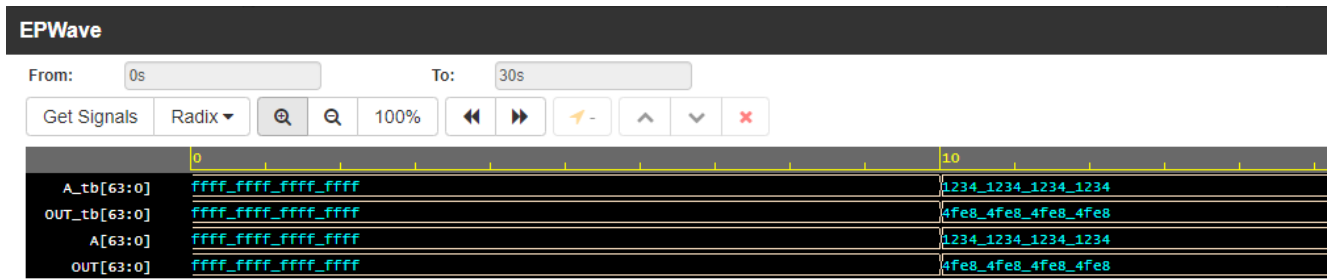 EPWave
From: 0s To: 30s
Get Signals Radix 100% -
0 10
A_tb[63:0] ffff_ffff_ffff_ffff 1234_1234_1234_1234
OUT_tb[63:0] ffff_ffff_ffff_ffff 4fe8_4fe8_4fe8_4fe8
A[63:0] ffff_ffff_ffff_ffff 1234_1234_1234_1234
OUT[63:0] ffff_ffff_ffff_ffff 4fe8_4fe8_4fe8_4fe8